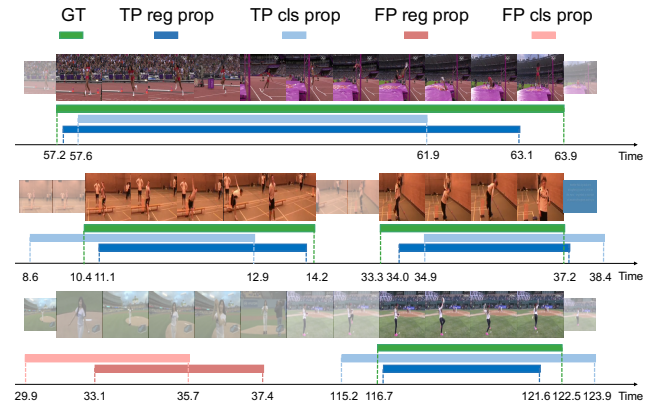 GT TP reg prop TP cls prop FP reg prop FP cls prop
57.2 57.6 61.9 63.1 63.9 Time
8.6 10.4 11.1 12.9 14.2 33.3 34.0 34.9 37.2 38.4 Time
29.9 33.1 35.7 37.4 115.2 116.7 121.6 122.5 123.9 Time